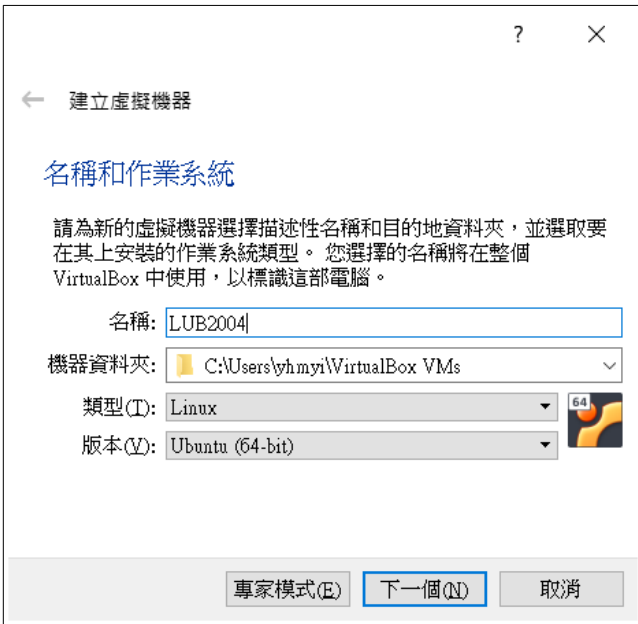 ?
建立虛擬機器
名稱和作業系統
請為新的虛擬機器選擇描述性名稱和目的地資料夾，並選取要
在其上安裝的作業系統類型。 您選擇的名稱將在整個
VirtualBox 中使用，以標識這部電腦。
名稱: LUB2004
機器資料夾: C:\Users\yhmyi\VirtualBox VMs
類型(T): Linux 64
版本(V): Ubuntu (64-bit)
專家模式(E) 下一個(N) 取消